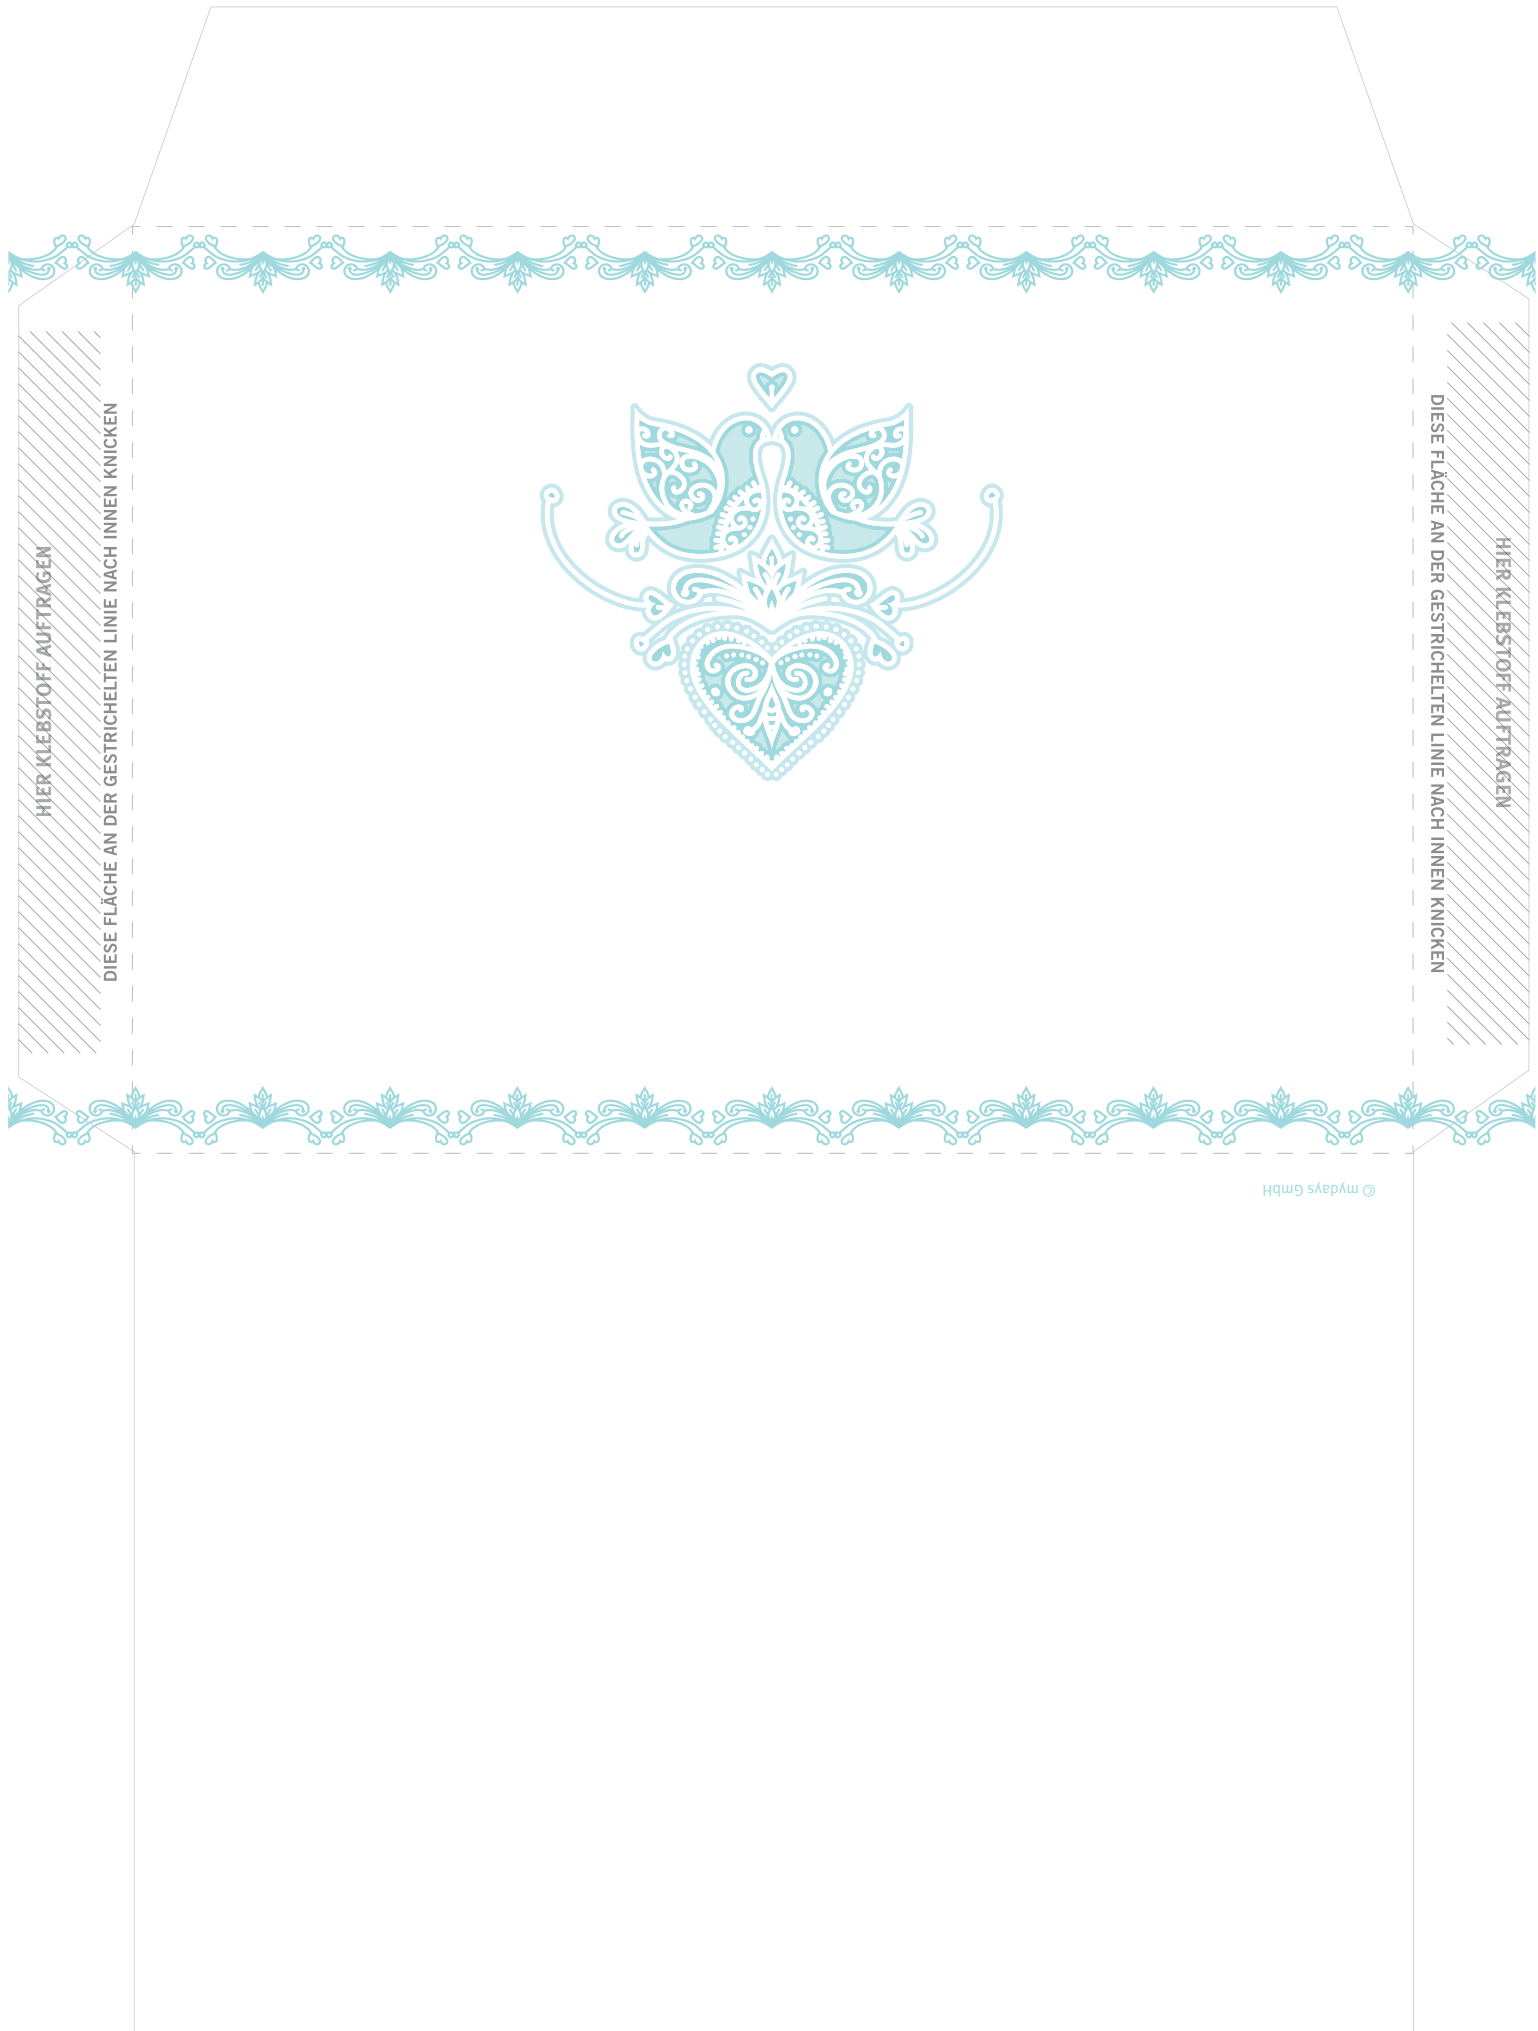 HIER KLEBSTOFF AUFTRAGEN
DIESE FLÄCHE AN DER GESTRICHELTEN LINIE NACH INNEN KNICKEN
DIESE FLÄCHE AN DER GESTRICHELTEN LINIE NACH INNEN KNICKEN
HIER KLEBSTOFF AUFTRAGEN
© mydays GmbH